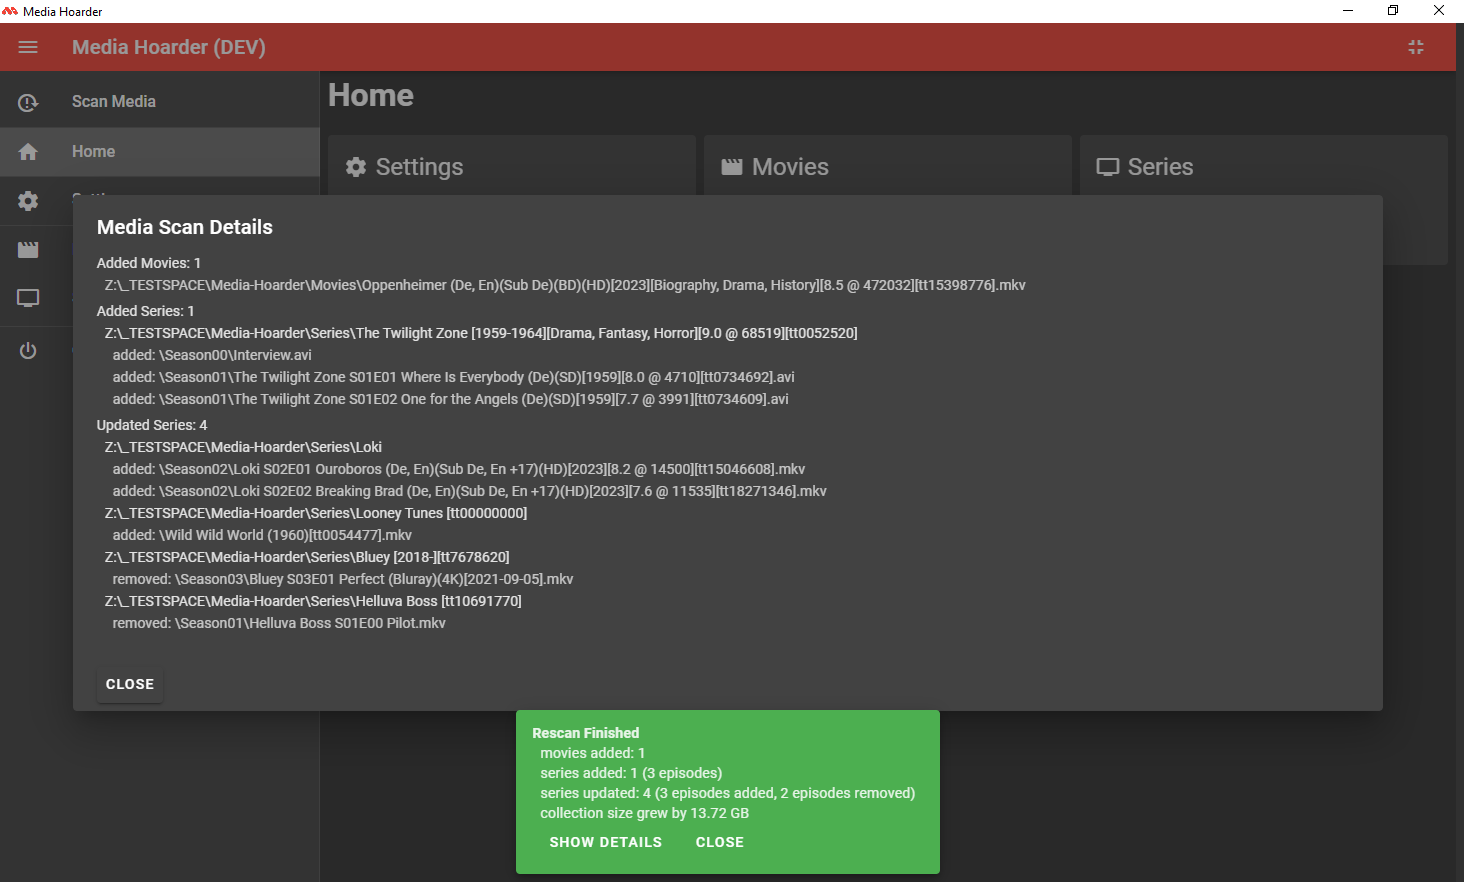 Media Hoarder
Media Hoarder (DEV)
Scan Media
Home
Home
Settings
Movies
Series
Media Scan Details
Added Movies: 1
Z:\_TESTSPACE\Media-Hoarder\Movies\Oppenheimer (De, En)(Sub De)(BD)(HD)[2023][Biography, Drama, History][8.5 @ 472032][tt15398776].mkv
Added Series: 1
Z:\_TESTSPACE\Media-Hoarder\Series\The Twilight Zone [1959-1964][Drama, Fantasy, Horror][9.0 @ 68519][tt0052520]
added: \Season00\Interview.avi
added: \Season01\The Twilight Zone S01E01 Where Is Everybody (De)(SD)[1959][8.0 @ 4710][tt0734692].avi
added: \Season01\The Twilight Zone S01E02 One for the Angels (De)(SD)[1959][7.7 @ 3991][tt0734609].avi
Updated Series: 4
Z:\_TESTSPACE\Media-Hoarder\Series\Loki
added: \Season02\Loki S02E01 Ouroboros (De, En)(Sub De, En +17)(HD)[2023][8.2 @ 14500][tt15046608].mkv
added: \Season02\Loki S02E02 Breaking Brad (De, En)(Sub De, En +17)(HD)[2023][7.6 @ 11535][tt18271346].mkv
Z:\_TESTSPACE\Media-Hoarder\Series\Looney Tunes [tt00000000]
added: \Wild Wild World (1960)[tt0054477].mkv
Z:\_TESTSPACE\Media-Hoarder\Series\Bluey [2018-][tt7678620]
removed: \Season03\Bluey S03E01 Perfect (Bluray)(4K)[2021-09-05].mkv
Z:\_TESTSPACE\Media-Hoarder\Series\Helluva Boss [tt10691770]
removed: \Season01\Helluva Boss S01E00 Pilot.mkv
CLOSE
Rescan Finished
movies added: 1
series added: 1 (3 episodes)
series updated: 4 (3 episodes added, 2 episodes removed)
collection size grew by 13.72 GB
SHOW DETAILS
CLOSE